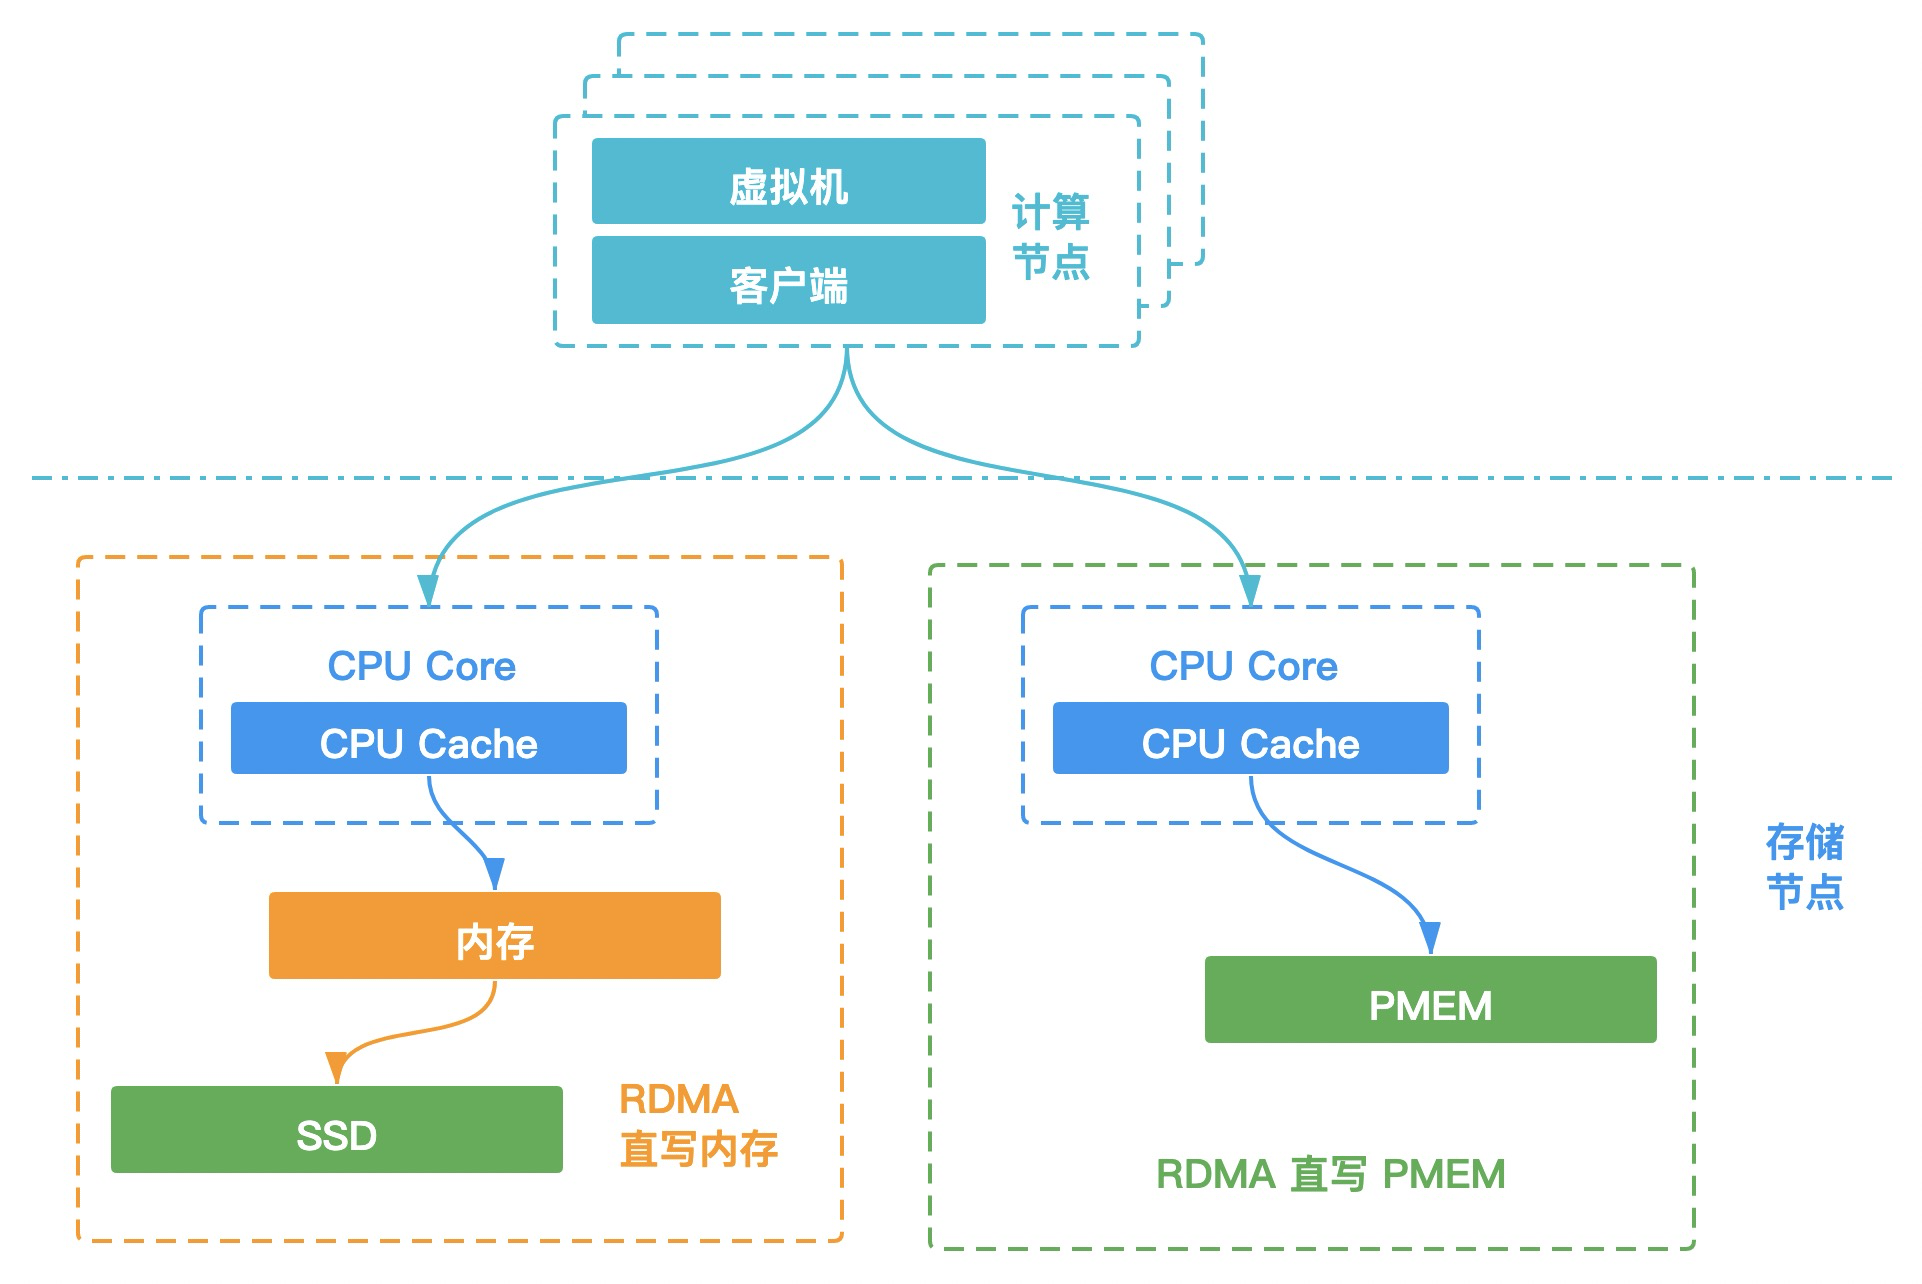 虚拟机
客户端
计算
节点
CPU Core
CPU Cache
内存
SSD
RDMA
直写内存
CPU Core
CPU Cache
PMEM
RDMA 直写 PMEM
存储
节点